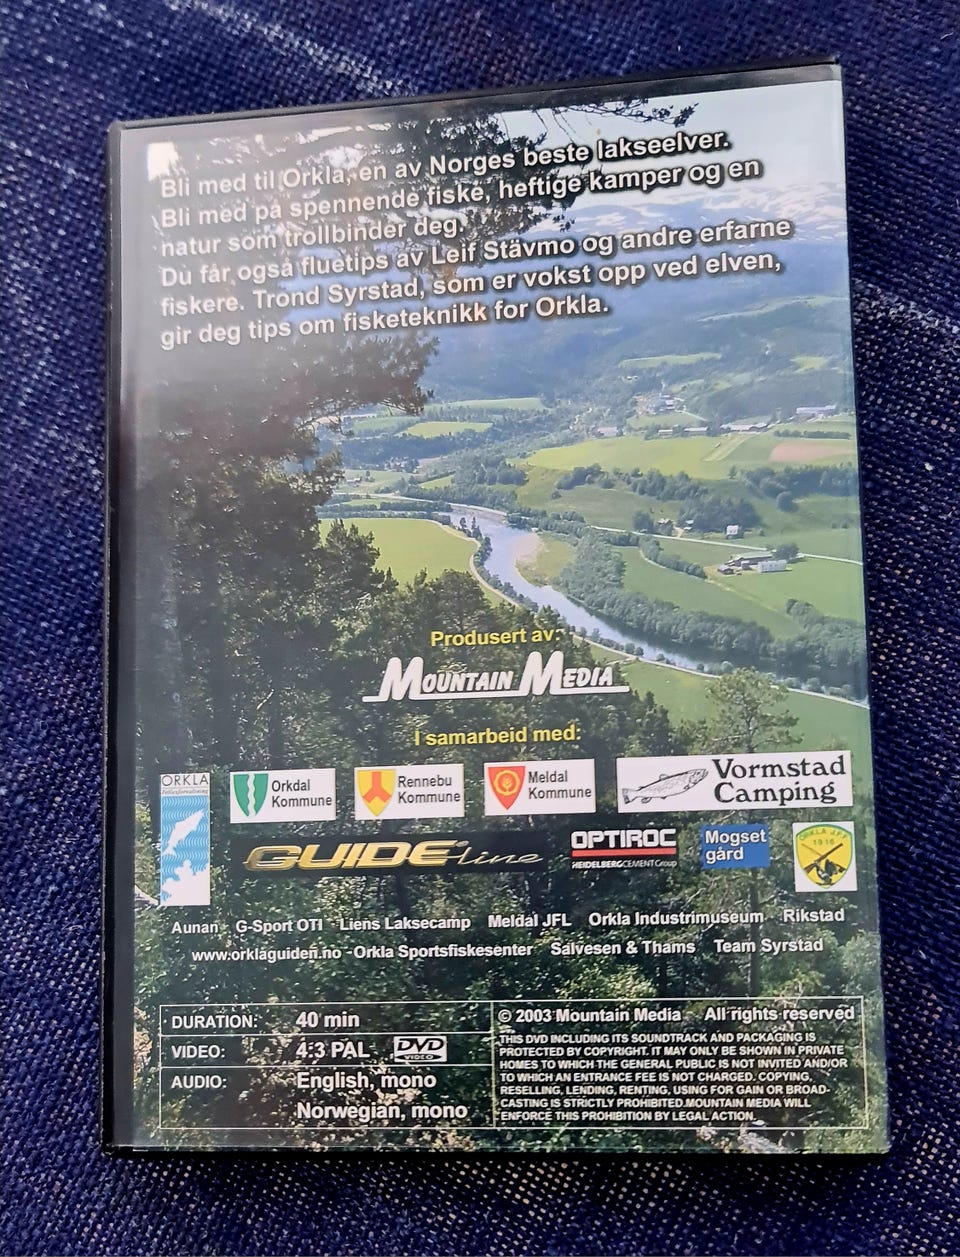 Bli med til Orkla, en av Norges beste lakseelver.
Bli med på spennende fiske, heftige kamper og en
natur som trollbinder deg.
Du får også fluetips av Leif Stävmo og andre erfarne
fiskere. Trond Syrstad, som er vokst opp ved elven,
gir deg tips om fisketeknikk for Orkla.
Produsert av:
MOUNTAIN MEDIA
I samarbeid med:
ORKLA
Fellesforvaltning
Orkdal
Kommune
Rennebu
Kommune
Meldal
Kommune
Vormstad
Camping
GUIDEline
OPTIROC
HEIDELBERGCEMENT Group
Mogset
gård
ORKLA J.F.F.
1916
Aunan G-Sport OTI Liens Laksecamp Meldal JFL Orkla Industrimuseum Rikstad
www.orklaguiden.no - Orkla Sportsfiskesenter Salvesen & Thams Team Syrstad
DURATION: 40 min
VIDEO: 4:3 PAL DVD VIDEO
AUDIO: English, mono
Norwegian, mono
© 2003 Mountain Media All rights reserved
THIS DVD INCLUDING ITS SOUNDTRACK AND PACKAGING IS
PROTECTED BY COPYRIGHT. IT MAY ONLY BE SHOWN IN PRIVATE
HOMES TO WHICH THE GENERAL PUBLIC IS NOT INVITED AND/OR
TO WHICH AN ENTRANCE FEE IS NOT CHARGED. COPYING,
RESELLING, LENDING, RENTING, USING FOR GAIN OR BROAD-
CASTING IS STRICTLY PROHIBITED.MOUNTAIN MEDIA WILL
ENFORCE THIS PROHIBITION BY LEGAL ACTION.